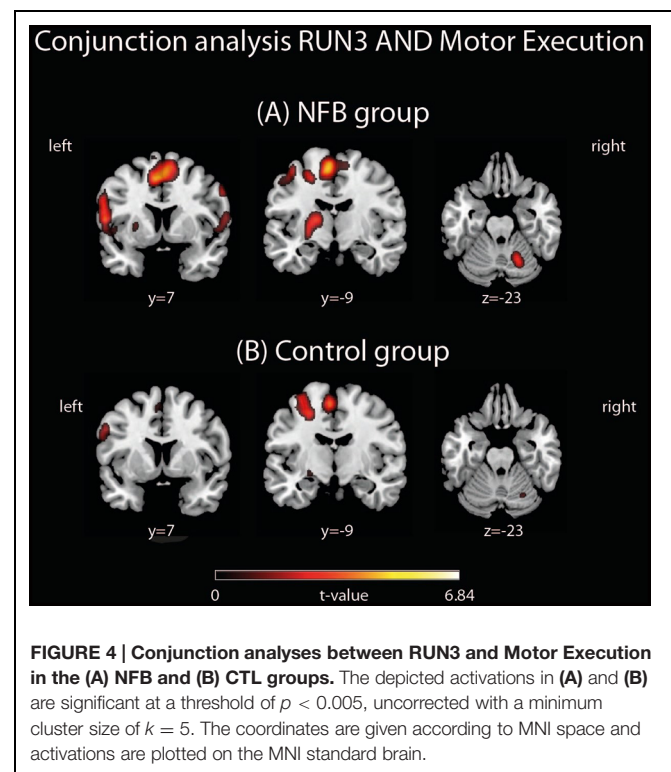 Conjunction analysis RUN3 AND Motor Execution
(A) NFB group
left right
y=7 y=-9 z=-23
(B) Control group
left right
y=7 y=-9 z=-23
0 t-value 6.84
FIGURE 4 | Conjunction analyses between RUN3 and Motor Execution
in the (A) NFB and (B) CTL groups. The depicted activations in (A) and (B)
are significant at a threshold of p < 0.005, uncorrected with a minimum
cluster size of k = 5. The coordinates are given according to MNI space and
activations are plotted on the MNI standard brain.